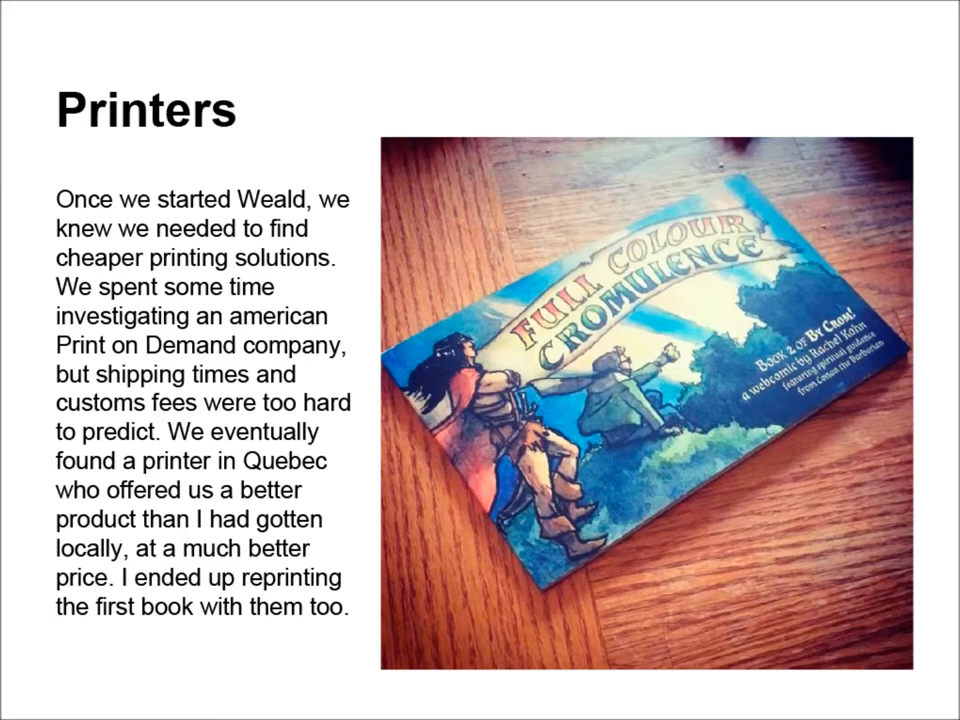 Printers
Once we started Weald, we
knew we needed to find
cheaper printing solutions.
We spent some time
investigating an american
Print on Demand company,
but shipping times and
customs fees were too hard
to predict. We eventually
found a printer in Quebec
who offered us a better
product than I had gotten
locally, at a much better
price. I ended up reprinting
the first book with them too.
FULL COLOUR
CROMULENCE
BOOK 2 OF BY CROM!
a webcomic by Rachel Kahn
featuring spiritual guidance
from Conan the Barbarian